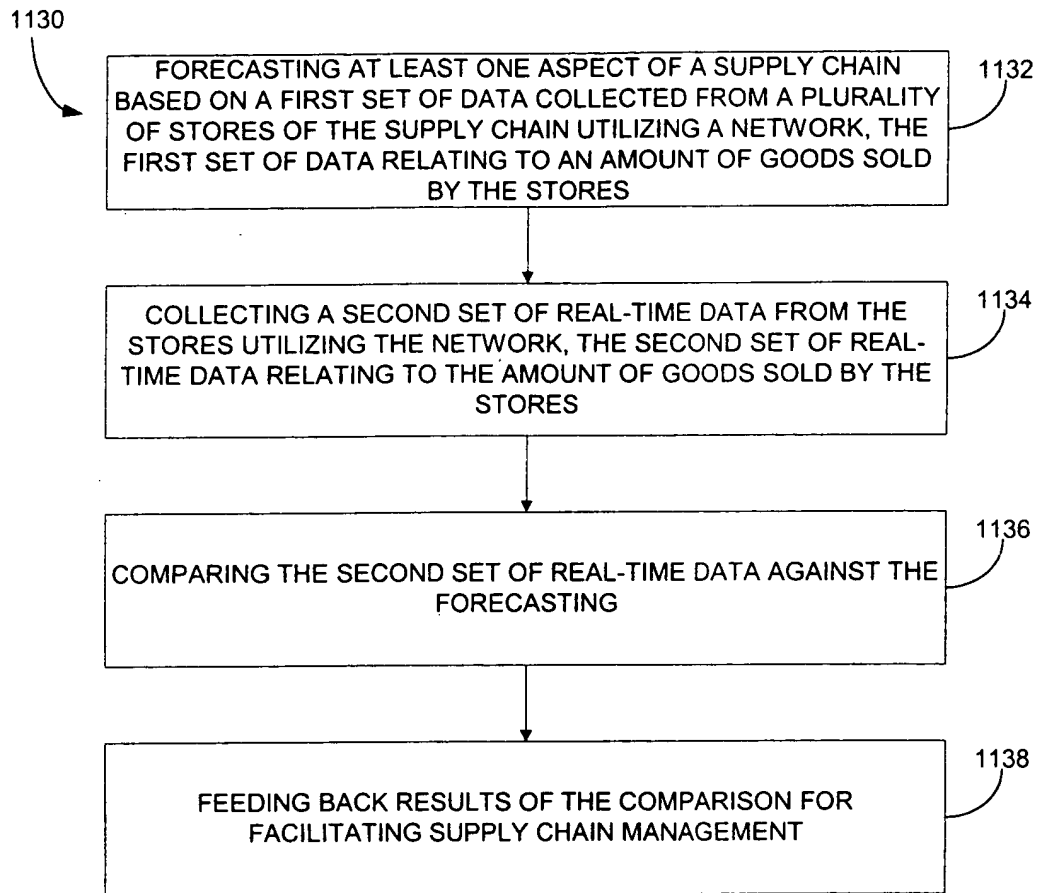 1130
FORECASTING AT LEAST ONE ASPECT OF A SUPPLY CHAIN
BASED ON A FIRST SET OF DATA COLLECTED FROM A PLURALITY
OF STORES OF THE SUPPLY CHAIN UTILIZING A NETWORK, THE
FIRST SET OF DATA RELATING TO AN AMOUNT OF GOODS SOLD
BY THE STORES
1132
COLLECTING A SECOND SET OF REAL-TIME DATA FROM THE
STORES UTILIZING THE NETWORK, THE SECOND SET OF REAL-
TIME DATA RELATING TO THE AMOUNT OF GOODS SOLD BY THE
STORES
1134
COMPARING THE SECOND SET OF REAL-TIME DATA AGAINST THE
FORECASTING
1136
FEEDING BACK RESULTS OF THE COMPARISON FOR
FACILITATING SUPPLY CHAIN MANAGEMENT
1138